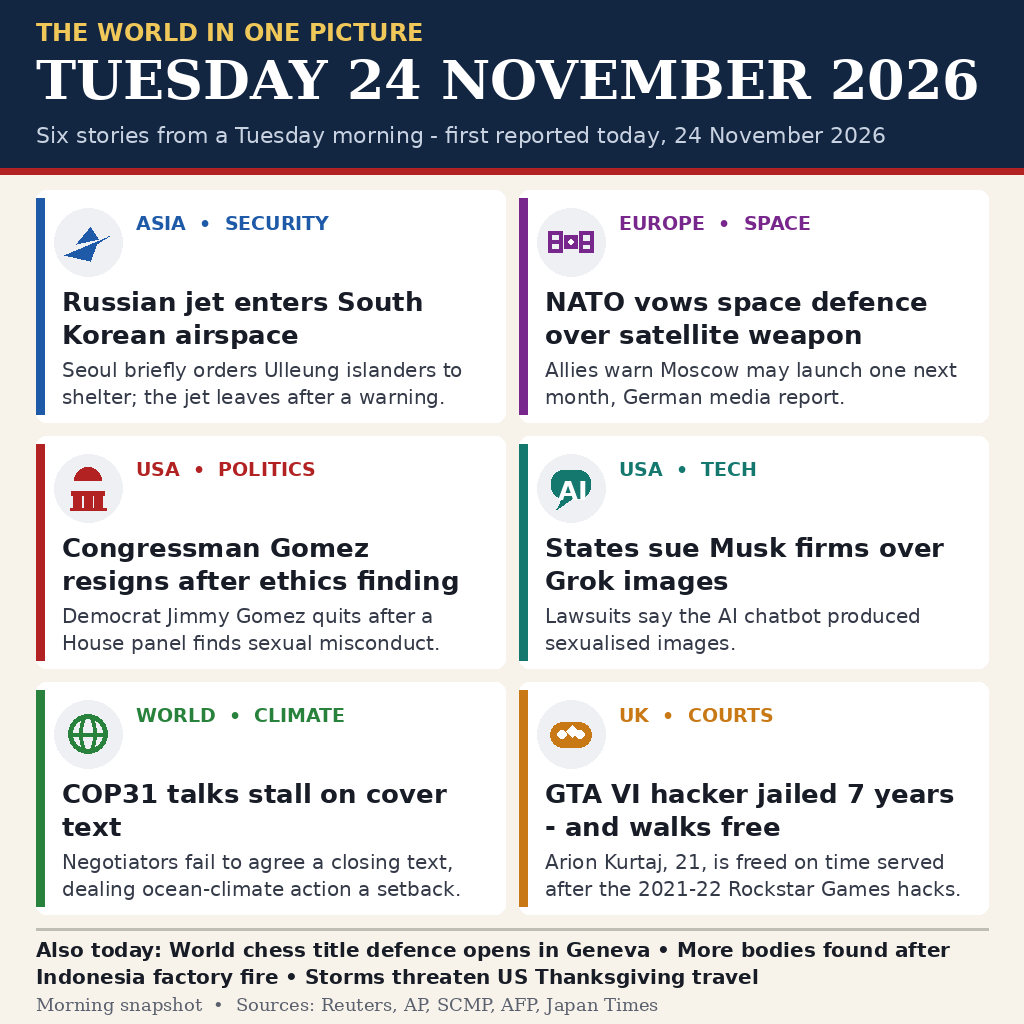 THE WORLD IN ONE PICTURE
TUESDAY 24 NOVEMBER 2026
Six stories from a Tuesday morning - first reported today, 24 November 2026
ASIA • SECURITY
Russian jet enters South
Korean airspace
Seoul briefly orders Ulleung islanders to
shelter; the jet leaves after a warning.
EUROPE • SPACE
NATO vows space defence
over satellite weapon
Allies warn Moscow may launch one next
month, German media report.
USA • POLITICS
Congressman Gomez
resigns after ethics finding
Democrat Jimmy Gomez quits after a
House panel finds sexual misconduct.
AI
USA • TECH
States sue Musk firms over
Grok images
Lawsuits say the AI chatbot produced
sexualised images.
WORLD • CLIMATE
COP31 talks stall on cover
text
Negotiators fail to agree a closing text,
dealing ocean-climate action a setback.
UK • COURTS
GTA VI hacker jailed 7 years
- and walks free
Arion Kurtaj, 21, is freed on time served
after the 2021-22 Rockstar Games hacks.
Also today: World chess title defence opens in Geneva • More bodies found after
Indonesia factory fire • Storms threaten US Thanksgiving travel
Morning snapshot • Sources: Reuters, AP, SCMP, AFP, Japan Times